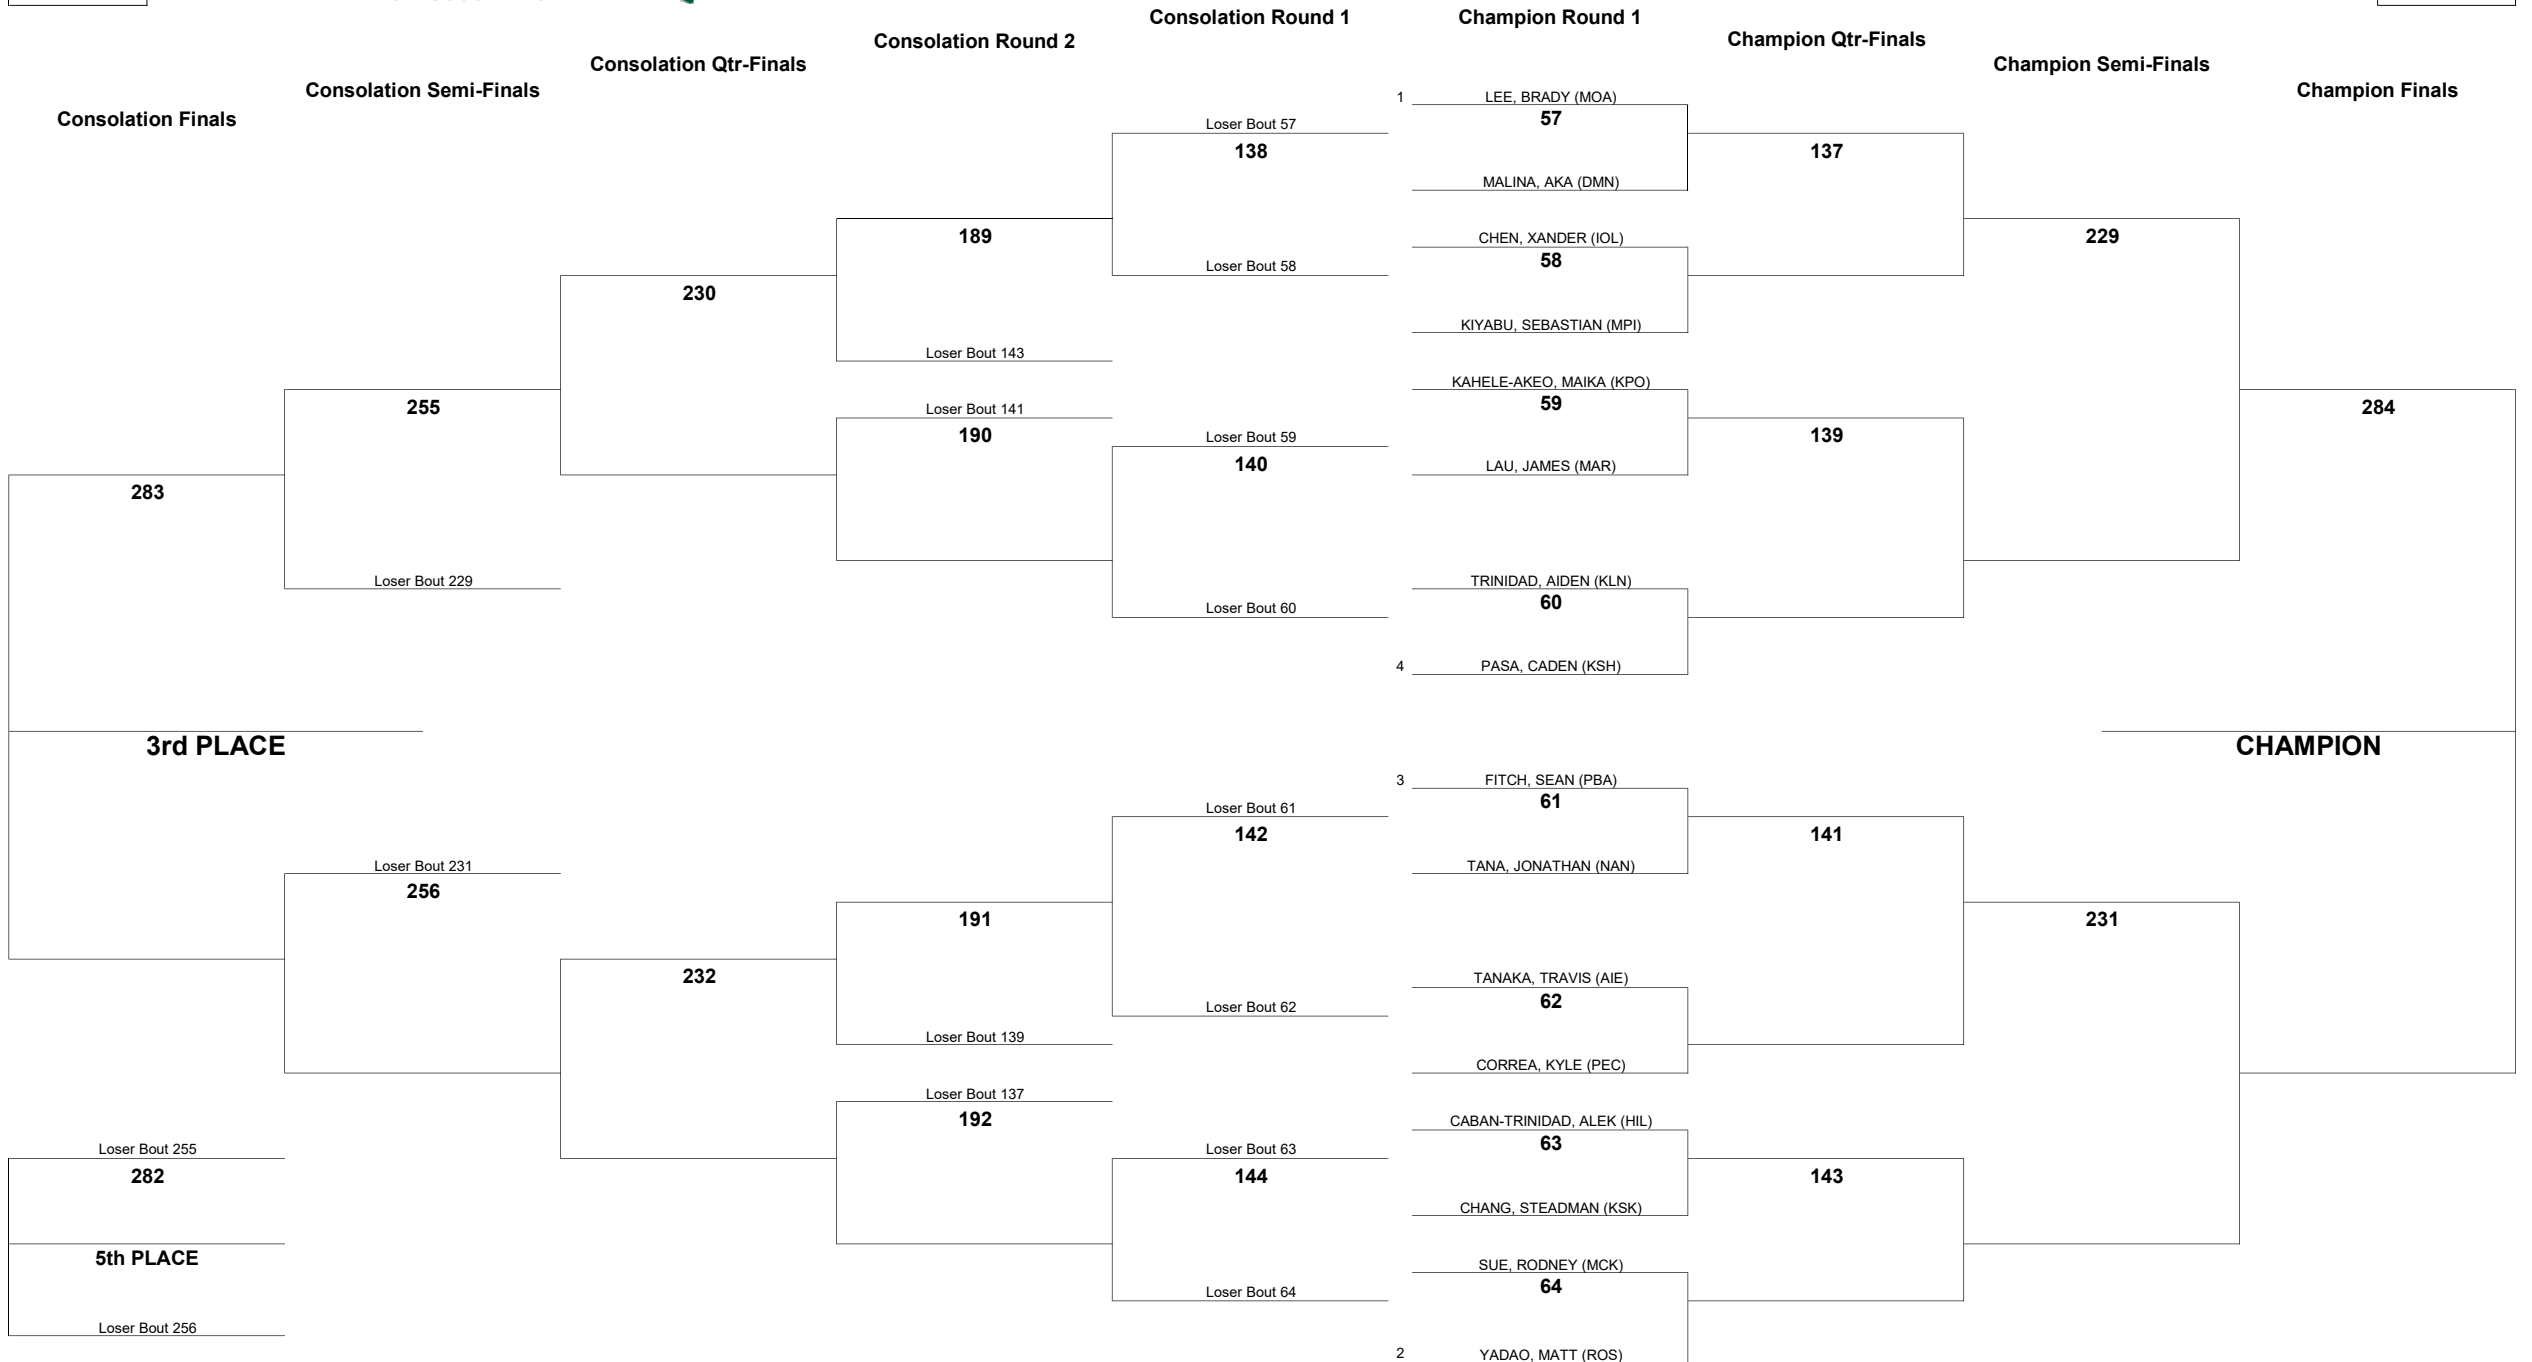 Consolation Round 1
Champion Round 1
Consolation Round 2
Champion Qtr-Finals
Consolation Qtr-Finals
Champion Semi-Finals
Consolation Semi-Finals
Champion Finals
Consolation Finals
1 LEE, BRADY (MOA)
57
Loser Bout 57
138
137
MALINA, AKA (DMN)
189
CHEN, XANDER (IOL)
229
58
Loser Bout 58
230
KIYABU, SEBASTIAN (MPI)
Loser Bout 143
KAHELE-AKEO, MAIKA (KPO)
255
Loser Bout 141
59
284
190
Loser Bout 59
139
140
LAU, JAMES (MAR)
283
Loser Bout 229
TRINIDAD, AIDEN (KLN)
60
Loser Bout 60
4 PASA, CADEN (KSH)
3rd PLACE
CHAMPION
3 FITCH, SEAN (PBA)
61
Loser Bout 61
142
141
Loser Bout 231
TANA, JONATHAN (NAN)
256
191
231
232
TANAKA, TRAVIS (AIE)
62
Loser Bout 62
Loser Bout 139
CORREA, KYLE (PEC)
Loser Bout 137
192
CABAN-TRINIDAD, ALEK (HIL)
63
Loser Bout 255
Loser Bout 63
282
144
143
CHANG, STEADMAN (KSK)
5th PLACE
SUE, RODNEY (MCK)
64
Loser Bout 64
Loser Bout 256
2 YADAO, MATT (ROS)